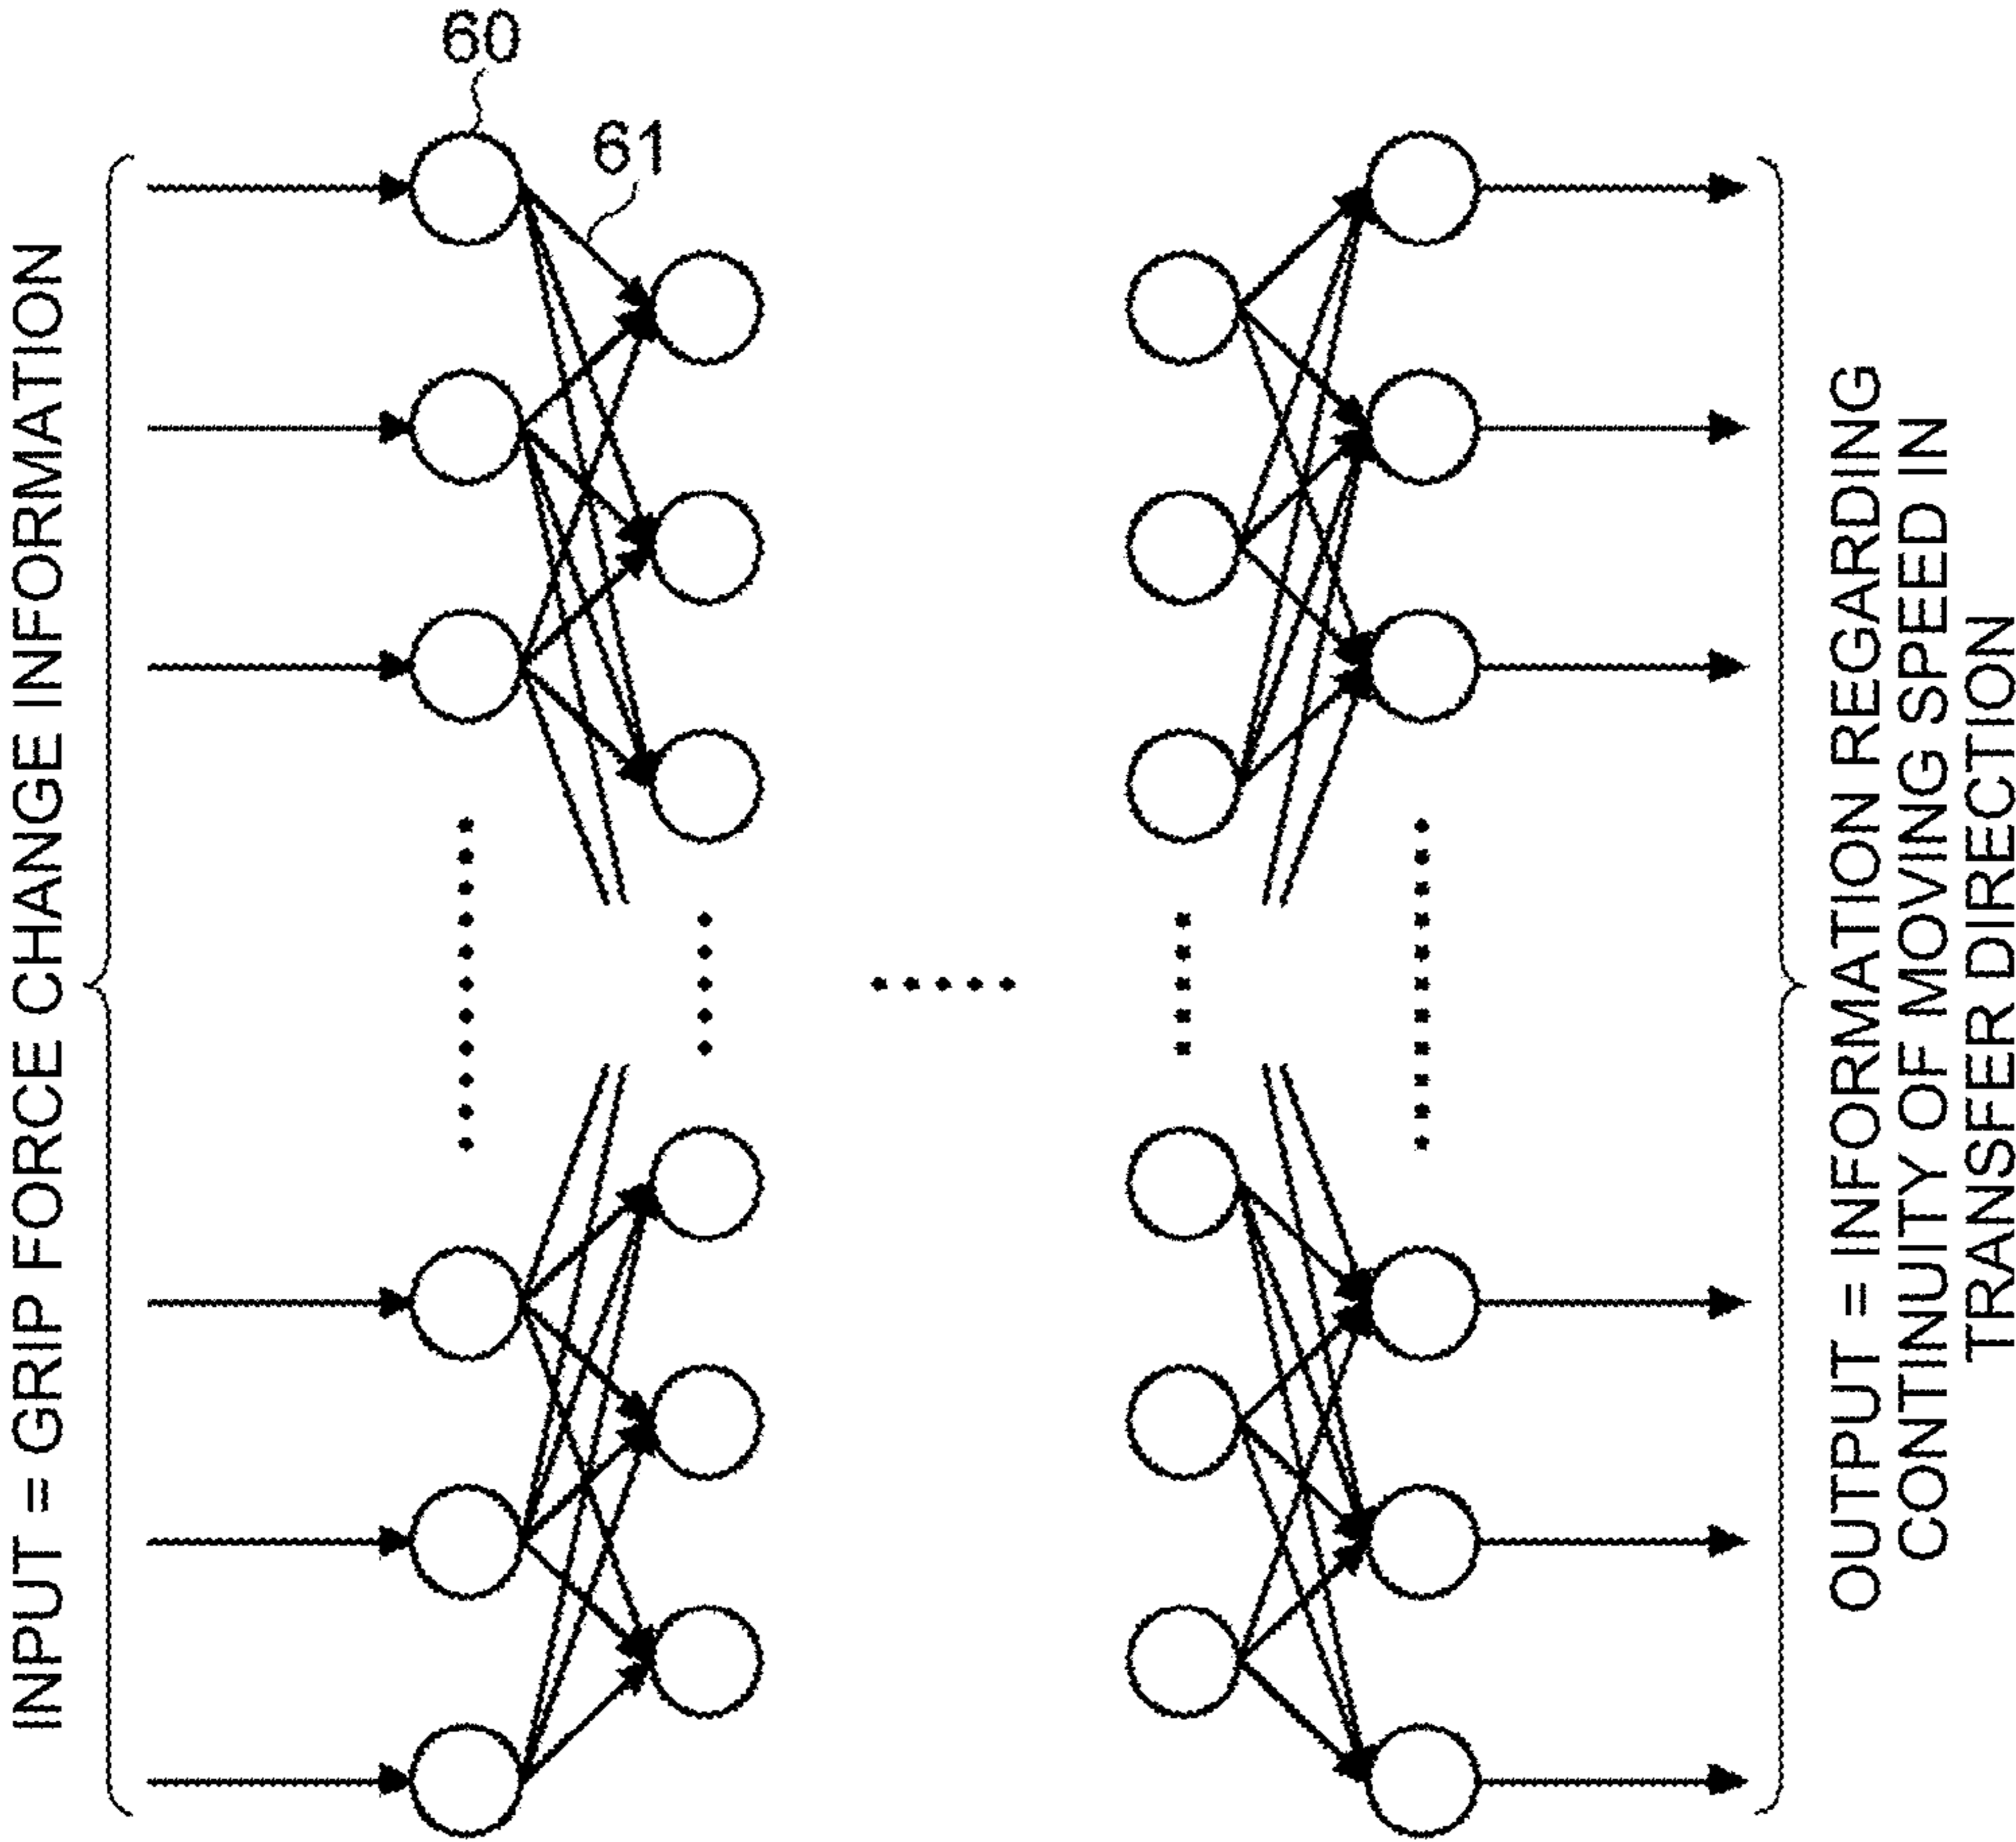 INPUT = GRIP FORCE CHANGE INFORMATION
60
61
OUTPUT = INFORMATION REGARDING
CONTINUITY OF MOVING SPEED IN
TRANSFER DIRECTION